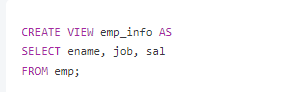 CREATE VIEW emp_info AS
SELECT ename, job, sal
FROM emp;